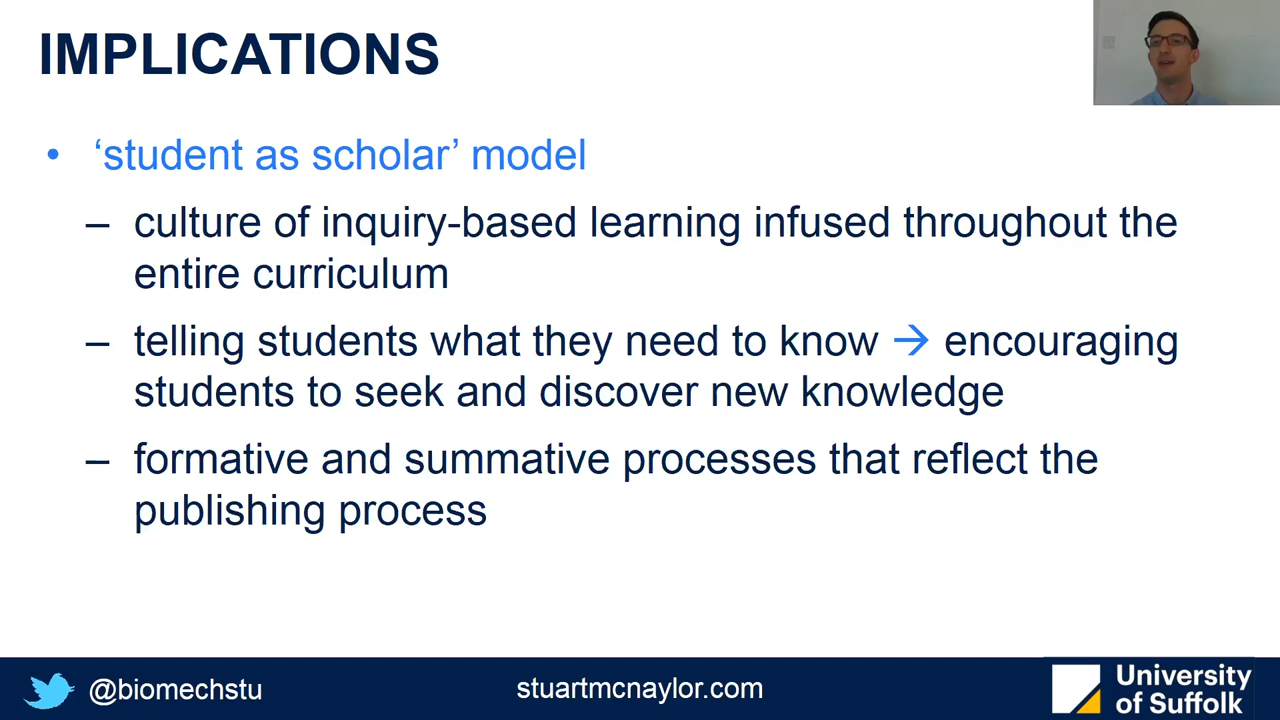 IMPLICATIONS
• ‘student as scholar’ model
– culture of inquiry-based learning infused throughout the
entire curriculum
– telling students what they need to know → encouraging
students to seek and discover new knowledge
– formative and summative processes that reflect the
publishing process
@biomechstu
stuartmcnaylor.com
University
of Suffolk